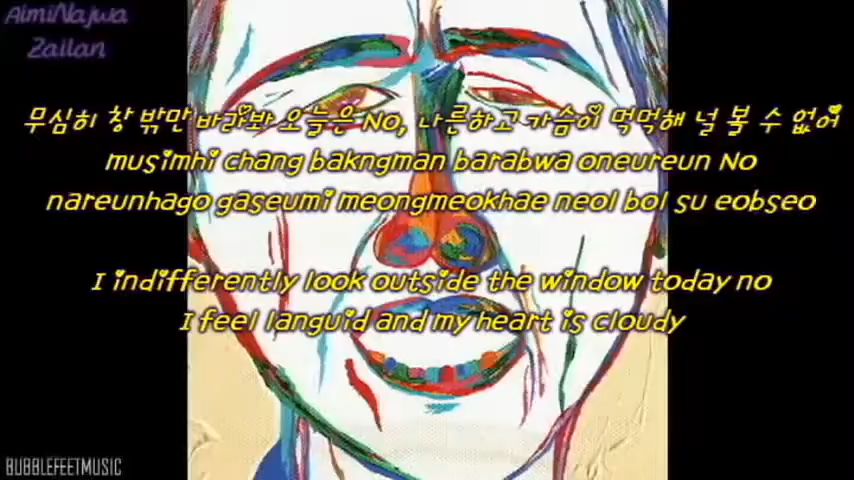 AimiNajwa
Zailan
무심히 창 밖만 바라봐 오늘은 No, 나른하고 가슴이 먹먹해 널 볼 수 없어
musimhi chang bakngman barabwa oneureun No
nareunhago gaseumi meongmeokhae neol bol su eobseo
I indifferently look outside the window today no
I feel languid and my heart is cloudy
BUBBLEFEETMUSIC